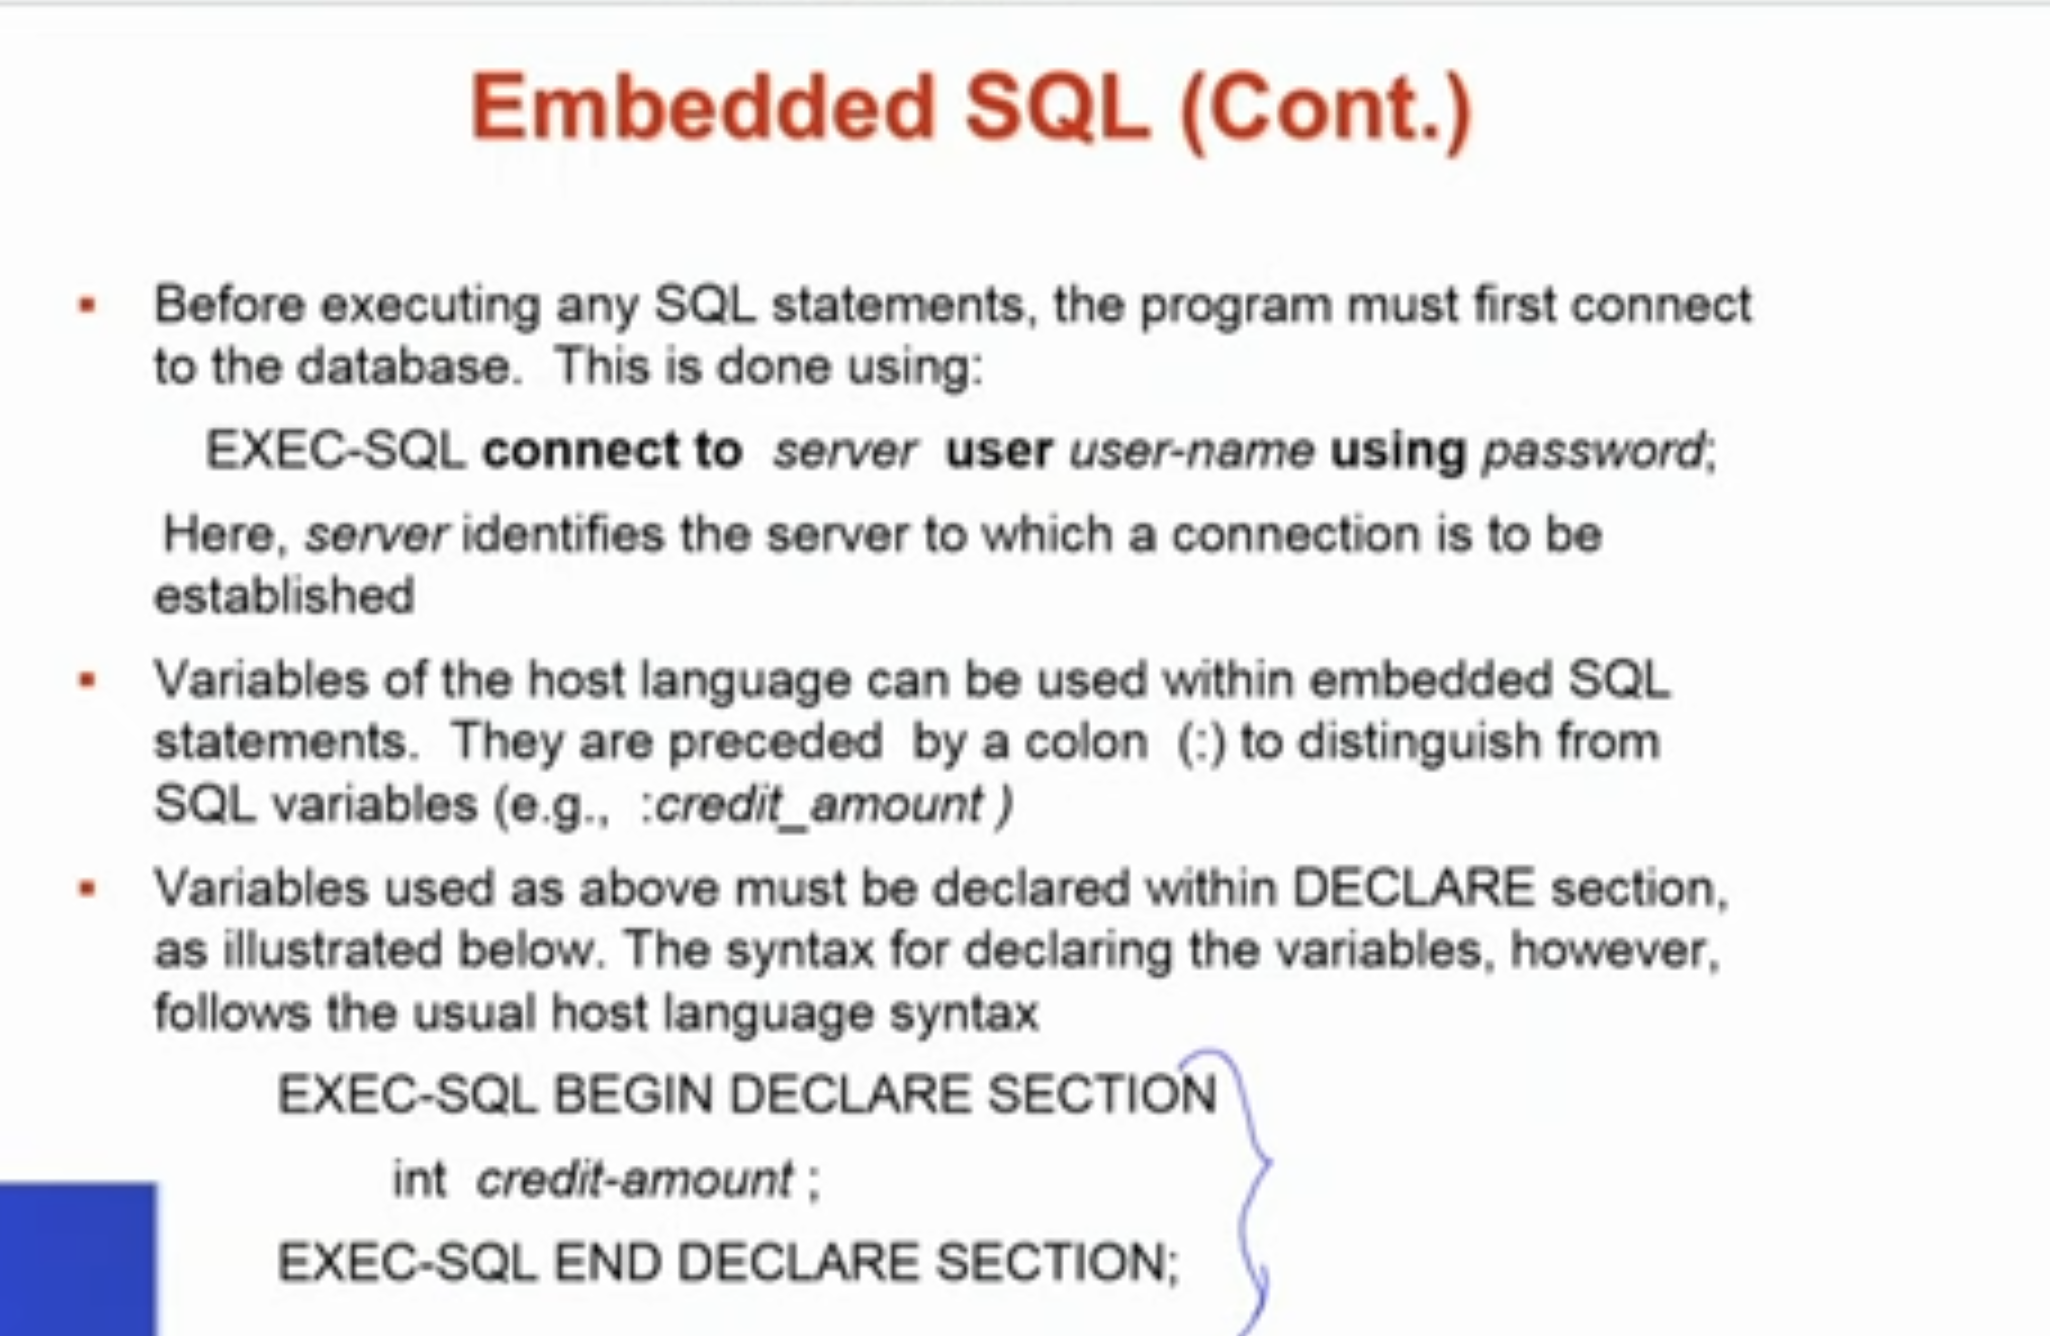 Embedded SQL (Cont.)
▪ Before executing any SQL statements, the program must first connect
to the database. This is done using:
EXEC-SQL connect to server user user-name using password;
Here, server identifies the server to which a connection is to be
established
▪ Variables of the host language can be used within embedded SQL
statements. They are preceded by a colon (:) to distinguish from
SQL variables (e.g., :credit_amount )
▪ Variables used as above must be declared within DECLARE section,
as illustrated below. The syntax for declaring the variables, however,
follows the usual host language syntax
EXEC-SQL BEGIN DECLARE SECTION
int credit-amount ;
EXEC-SQL END DECLARE SECTION;